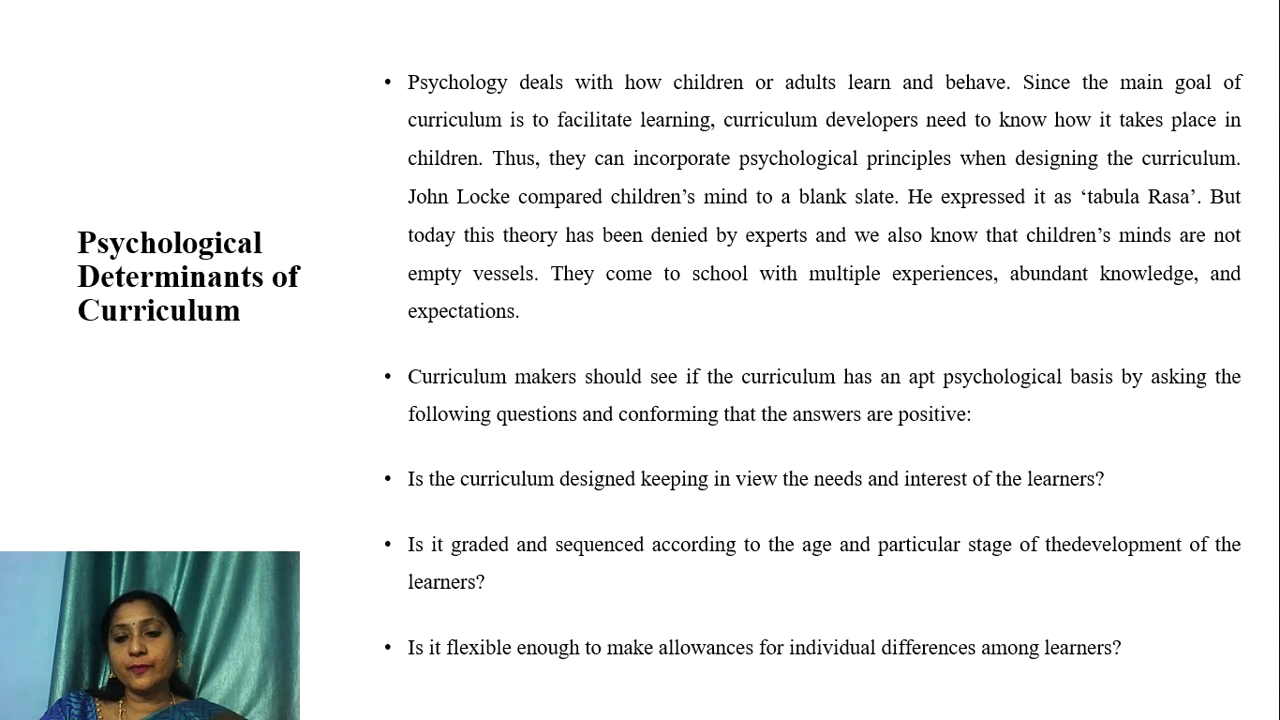 Psychological
Determinants of
Curriculum
• Psychology deals with how children or adults learn and behave. Since the main goal of
curriculum is to facilitate learning, curriculum developers need to know how it takes place in
children. Thus, they can incorporate psychological principles when designing the curriculum.
John Locke compared children’s mind to a blank slate. He expressed it as ‘tabula Rasa’. But
today this theory has been denied by experts and we also know that children’s minds are not
empty vessels. They come to school with multiple experiences, abundant knowledge, and
expectations.
• Curriculum makers should see if the curriculum has an apt psychological basis by asking the
following questions and conforming that the answers are positive:
• Is the curriculum designed keeping in view the needs and interest of the learners?
• Is it graded and sequenced according to the age and particular stage of thedevelopment of the
learners?
• Is it flexible enough to make allowances for individual differences among learners?